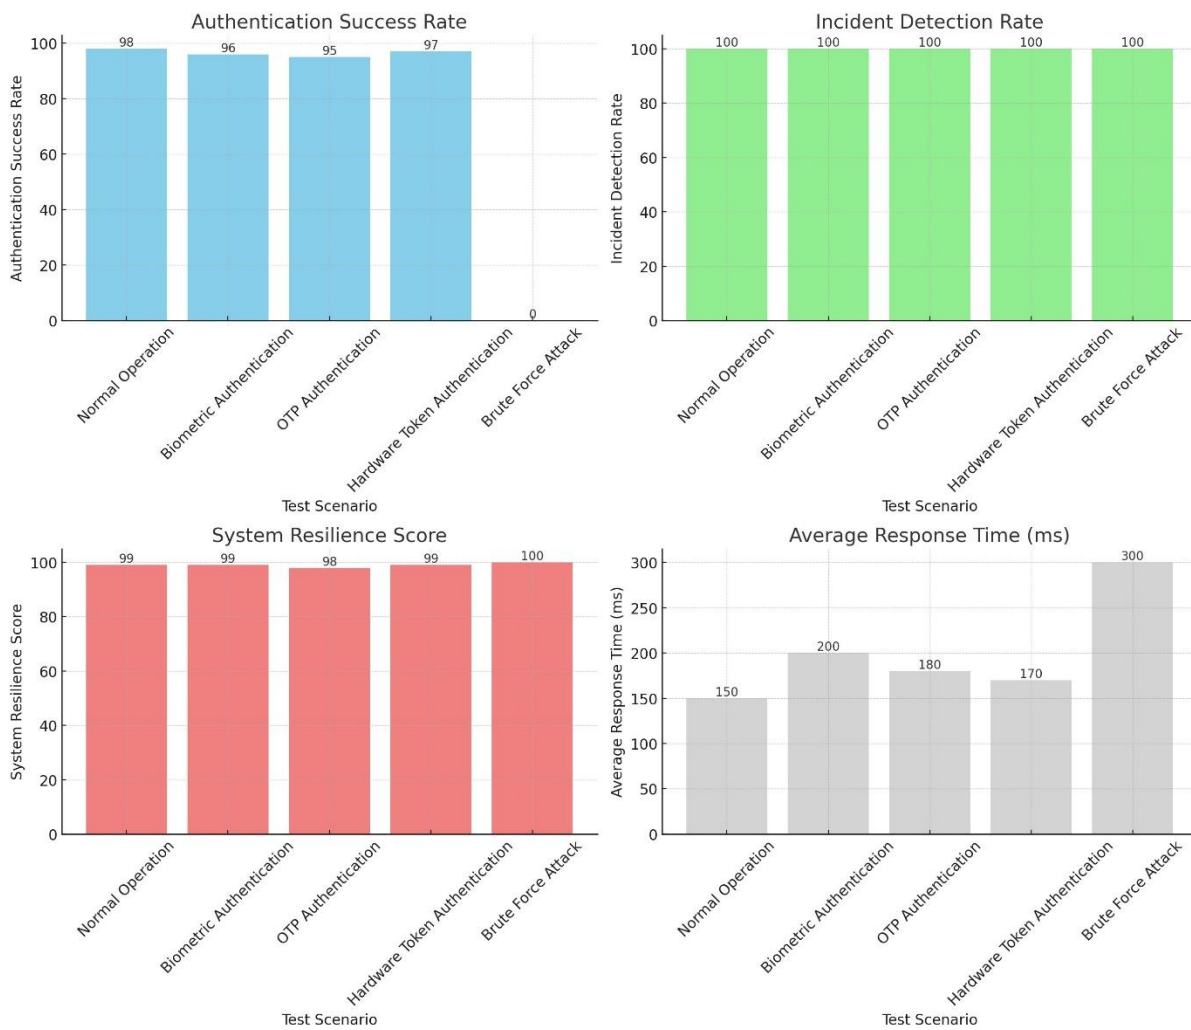 Authentication Success Rate
Authentication Success Rate
100
80
60
40
20
0
98
96
95
97
0
Normal Operation
Biometric Authentication
OTP Authentication
Hardware Token Authentication
Brute Force Attack
Test Scenario
Incident Detection Rate
Incident Detection Rate
100
80
60
40
20
0
100
100
100
100
100
Normal Operation
Biometric Authentication
OTP Authentication
Hardware Token Authentication
Brute Force Attack
Test Scenario
System Resilience Score
System Resilience Score
100
80
60
40
20
0
99
99
98
99
100
Normal Operation
Biometric Authentication
OTP Authentication
Hardware Token Authentication
Brute Force Attack
Test Scenario
Average Response Time (ms)
Average Response Time (ms)
300
250
200
150
100
50
0
150
200
180
170
300
Normal Operation
Biometric Authentication
OTP Authentication
Hardware Token Authentication
Brute Force Attack
Test Scenario